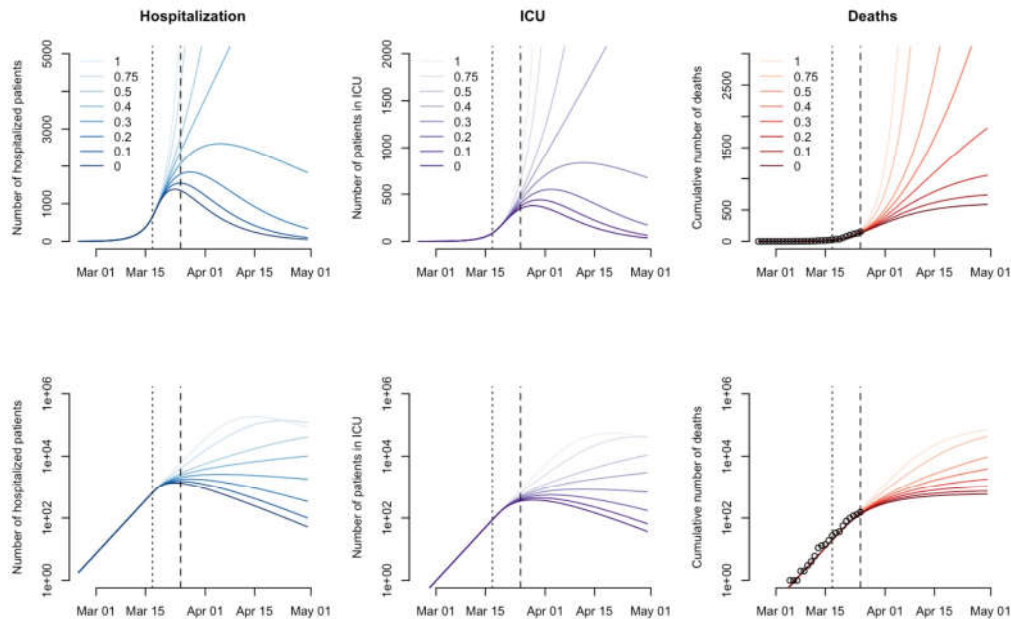 Hospitalization
Number of hospitalized patients
5000
3000
1000
0
1
0.75
0.5
0.4
0.3
0.2
0.1
0
Mar 01 Mar 15 Apr 01 Apr 15 May 01
ICU
Number of patients in ICU
2000
1500
1000
500
0
1
0.75
0.5
0.4
0.3
0.2
0.1
0
Mar 01 Mar 15 Apr 01 Apr 15 May 01
Deaths
Cumulative number of deaths
2500
1500
500
0
1
0.75
0.5
0.4
0.3
0.2
0.1
0
Mar 01 Mar 15 Apr 01 Apr 15 May 01
Number of hospitalized patients
1e+06
1e+04
1e+02
1e+00
Mar 01 Mar 15 Apr 01 Apr 15 May 01
Number of patients in ICU
1e+06
1e+04
1e+02
1e+00
Mar 01 Mar 15 Apr 01 Apr 15 May 01
Cumulative number of deaths
1e+06
1e+04
1e+02
1e+00
Mar 01 Mar 15 Apr 01 Apr 15 May 01